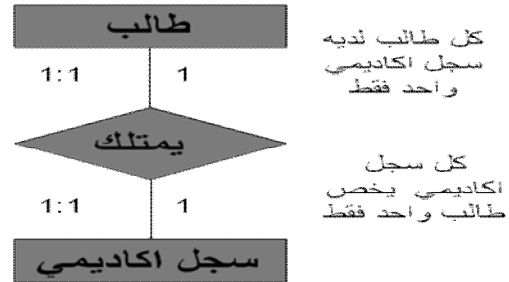 طالب
1:1 1
كل طالب لديه
سجل اكاديمي
واحد فقط
يمتلك
كل سجل
اكاديمي يخص
طالب واحد فقط
1:1 1
سجل اكاديمي